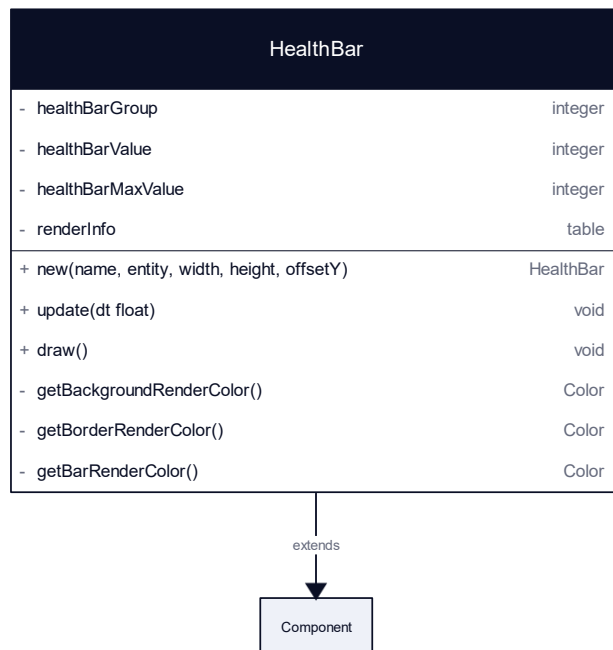 HealthBar
- healthBarGroup integer
- healthBarValue integer
- healthBarMaxValue integer
- renderInfo table
+ new(name, entity, width, height, offsetY) HealthBar
+ update(dt float) void
+ draw() void
- getBackgroundRenderColor() Color
- getBorderRenderColor() Color
- getBarRenderColor() Color
extends
Component